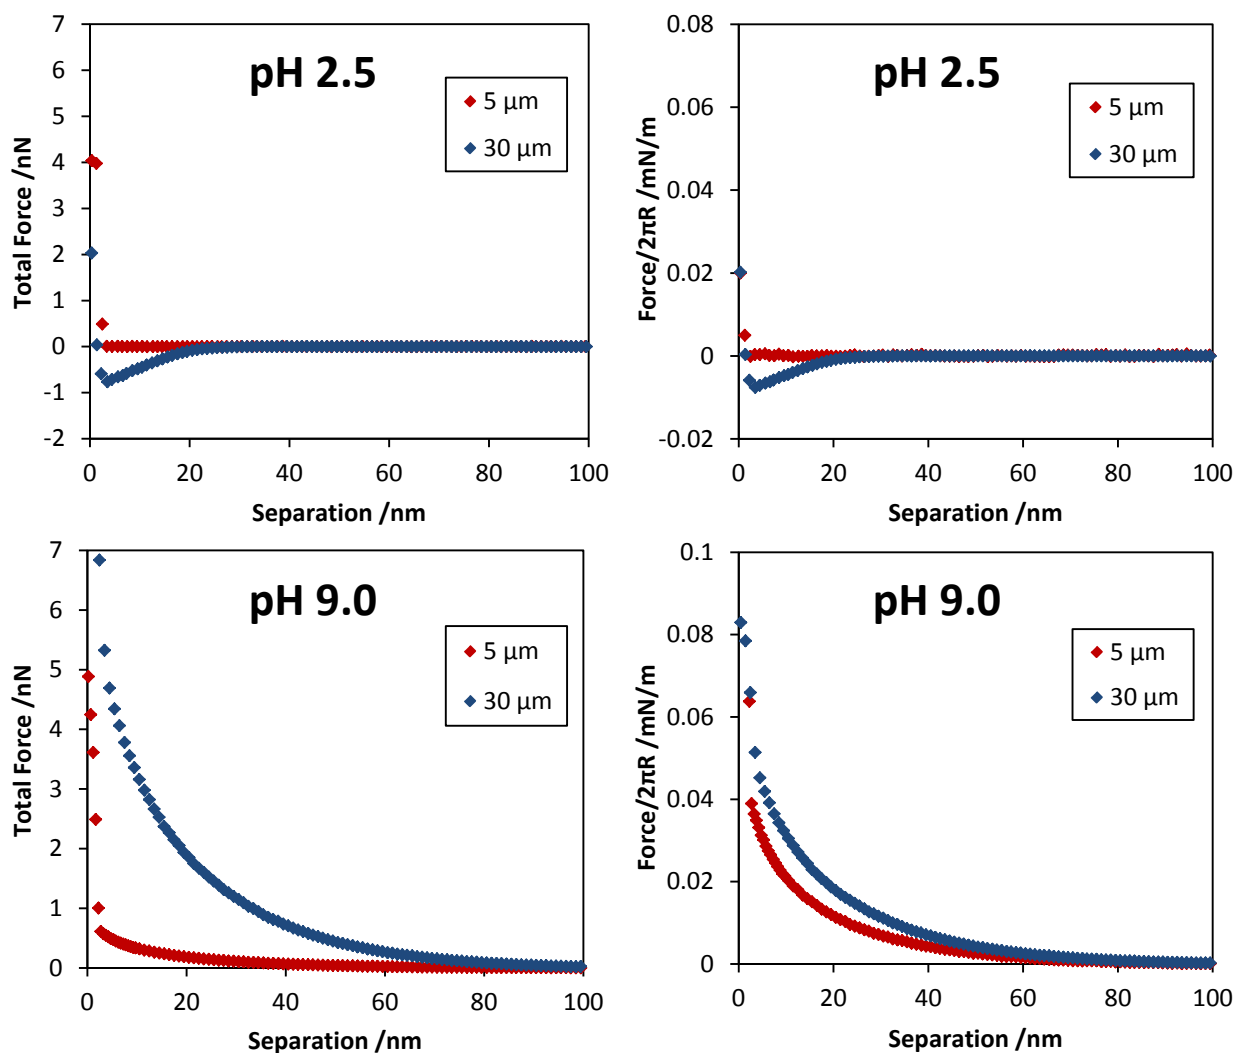 pH 2.5
Total Force /nN
7
6
5
4
3
2
1
0
-1
-2
0 20 40 60 80 100
Separation /nm
5 µm
30 µm
pH 2.5
Force/2πR /mN/m
0.08
0.06
0.04
0.02
0
-0.02
0 20 40 60 80 100
Separation /nm
5 µm
30 µm
pH 9.0
Total Force /nN
7
6
5
4
3
2
1
0
0 20 40 60 80 100
Separation /nm
5 µm
30 µm
pH 9.0
Force/2πR /mN/m
0.1
0.08
0.06
0.04
0.02
0
0 20 40 60 80 100
Separation /nm
5 µm
30 µm